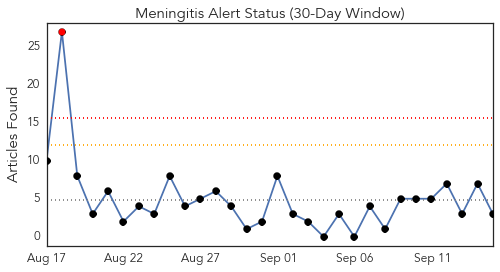 Meningitis Alert Status (30-Day Window)
Articles Found
25
20
15
10
5
0
Aug 17
Aug 22
Aug 27
Sep 01
Sep 06
Sep 11